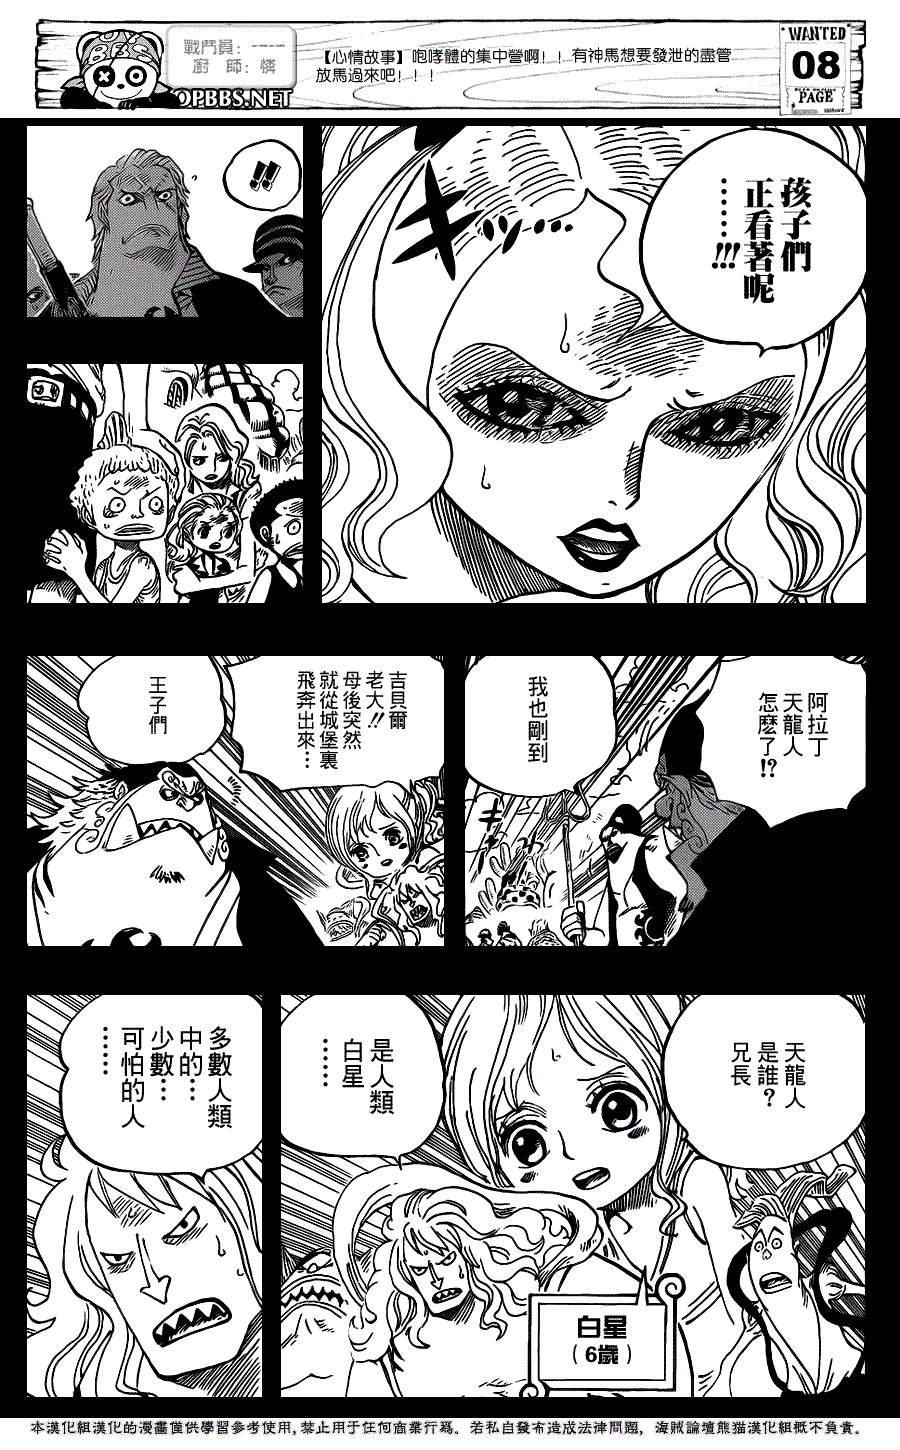 戰鬥員：----
廚　師：憐
OPBBS.NET
【心情故事】咆哮體的集中營啊！！有神馬想要發泄的儘管
放馬過來吧！！！
WANTED
08
PAGE
孩子們
正看著呢
……!!!
!!
阿拉丁
天龍人
怎麽了!?
我也剛到
吉貝爾
老大!!
母後突然
就從城堡裏
飛奔出來…
王子們
天龍人
是誰？
兄長
是人類
白星
……
白星
（6歲）
多數人類
中的…
少數…
可怕的人
……
本漢化組漢化的漫畫僅供學習參考使用,禁止用于任何商業行爲。若私自發布造成法律問題，海賊論壇熊猫漢化組概不負責。